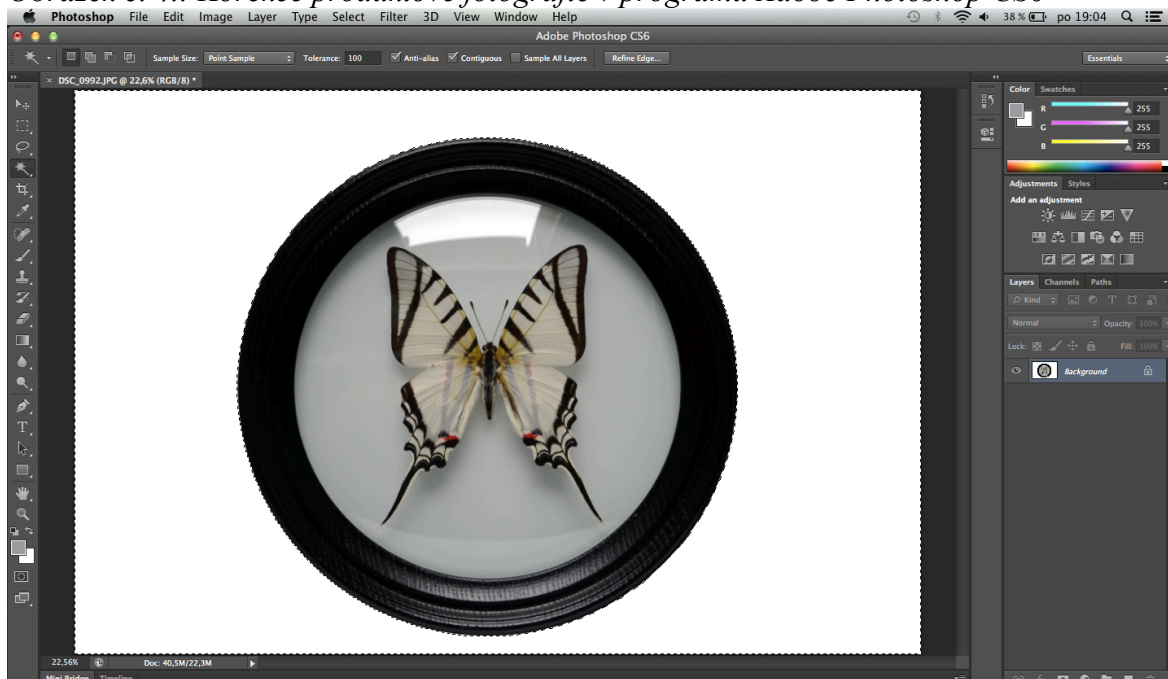 Photoshop File Edit Image Layer Type Select Filter 3D View Window Help 38 % po 19:04
Adobe Photoshop CS6
Sample Size: Point Sample Tolerance: 100 Anti-alias Contiguous Sample All Layers Refine Edge... Essentials
× DSC_0992.JPG @ 22,6% (RGB/8) *
Color Swatches
R 255
G 255
B 255
Adjustments Styles
Add an adjustment
Layers Channels Paths
Kind
Normal Opacity: 100%
Lock: Fill: 100%
Background
22,56% Doc: 40,5M/22,3M
Mini Bridge Timeline